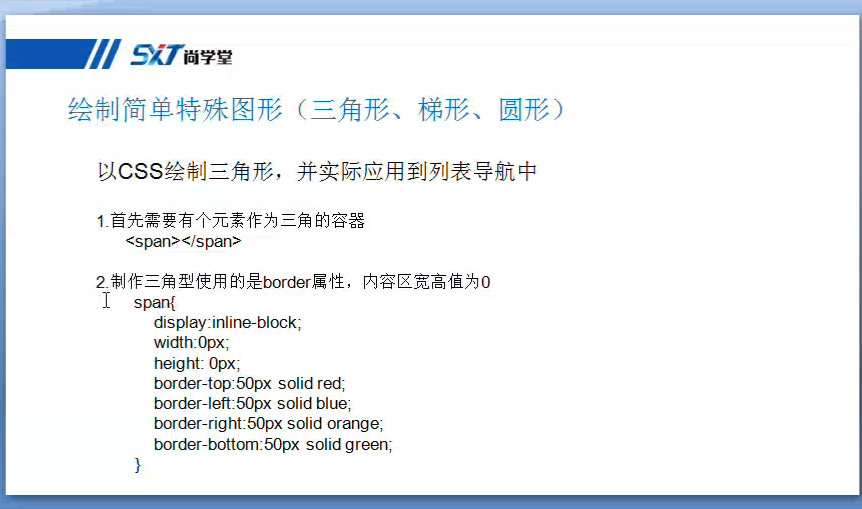 SXT尚学堂
绘制简单特殊图形（三角形、梯形、圆形）
以CSS绘制三角形，并实际应用到列表导航中
1.首先需要有个元素作为三角的容器
<span></span>
2.制作三角型使用的是border属性，内容区宽高值为0
span{
display:inline-block;
width:0px;
height: 0px;
border-top:50px solid red;
border-left:50px solid blue;
border-right:50px solid orange;
border-bottom:50px solid green;
}